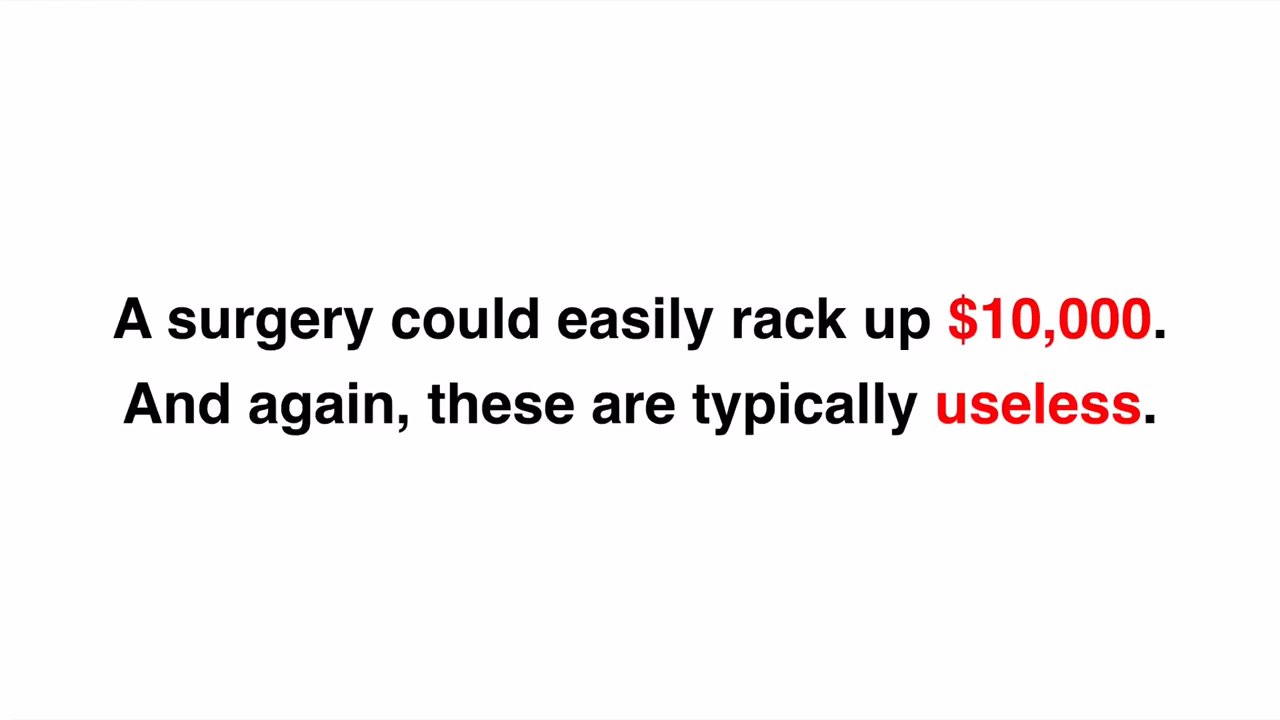 A surgery could easily rack up $10,000.
And again, these are typically useless.